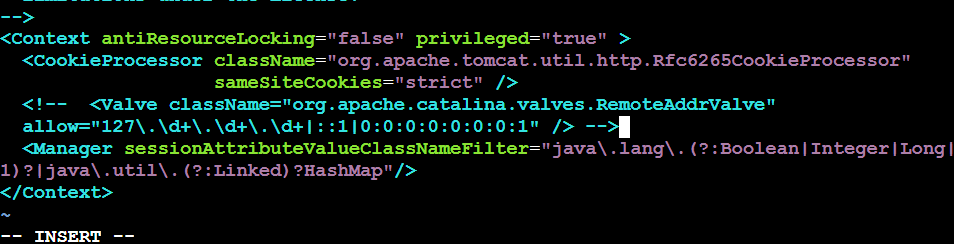 -->
<Context antiResourceLocking="false" privileged="true" >
  <CookieProcessor className="org.apache.tomcat.util.http.Rfc6265CookieProcessor"
                   sameSiteCookies="strict" />
  <!--  <Valve className="org.apache.catalina.valves.RemoteAddrValve"
  allow="127\.\d+\.\d+\.\d+|::1|0:0:0:0:0:0:0:1" /> -->
  <Manager sessionAttributeValueClassNameFilter="java\.lang\.(?:Boolean|Integer|Long|
1)?|java\.util\.(?:Linked)?HashMap"/>
</Context>
~
-- INSERT --